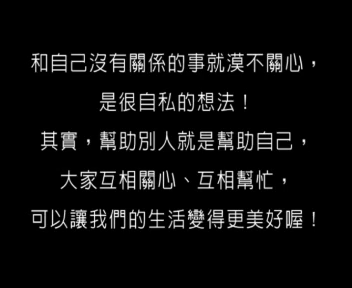 和自己沒有關係的事就漠不關心，
是很自私的想法！
其實，幫助別人就是幫助自己，
大家互相關心、互相幫忙，
可以讓我們的生活變得更美好喔！